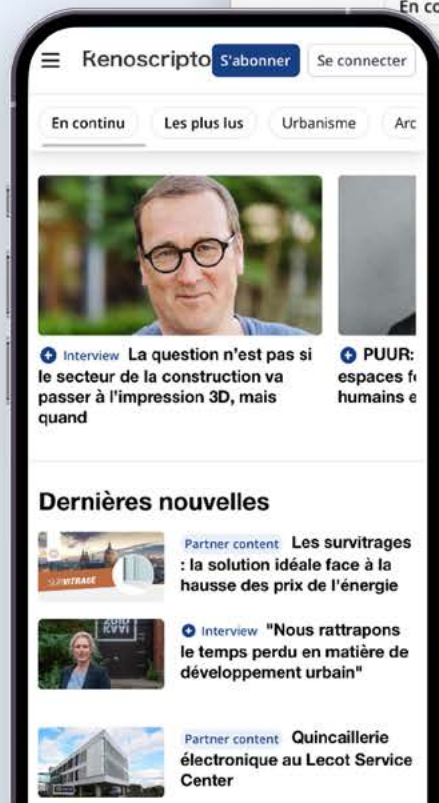 En co
Renoscripto S'abonner Se connecter
En continu Les plus lus Urbanisme Arc
Interview La question n'est pas si
le secteur de la construction va
passer à l'impression 3D, mais
quand
PUUR:
espaces f
humains e
Dernières nouvelles
Partner content Les survitrages
: la solution idéale face à la
hausse des prix de l'énergie
SURVITRAGE
Interview "Nous rattrapons
le temps perdu en matière de
développement urbain"
Partner content Quincaillerie
électronique au Lecot Service
Center